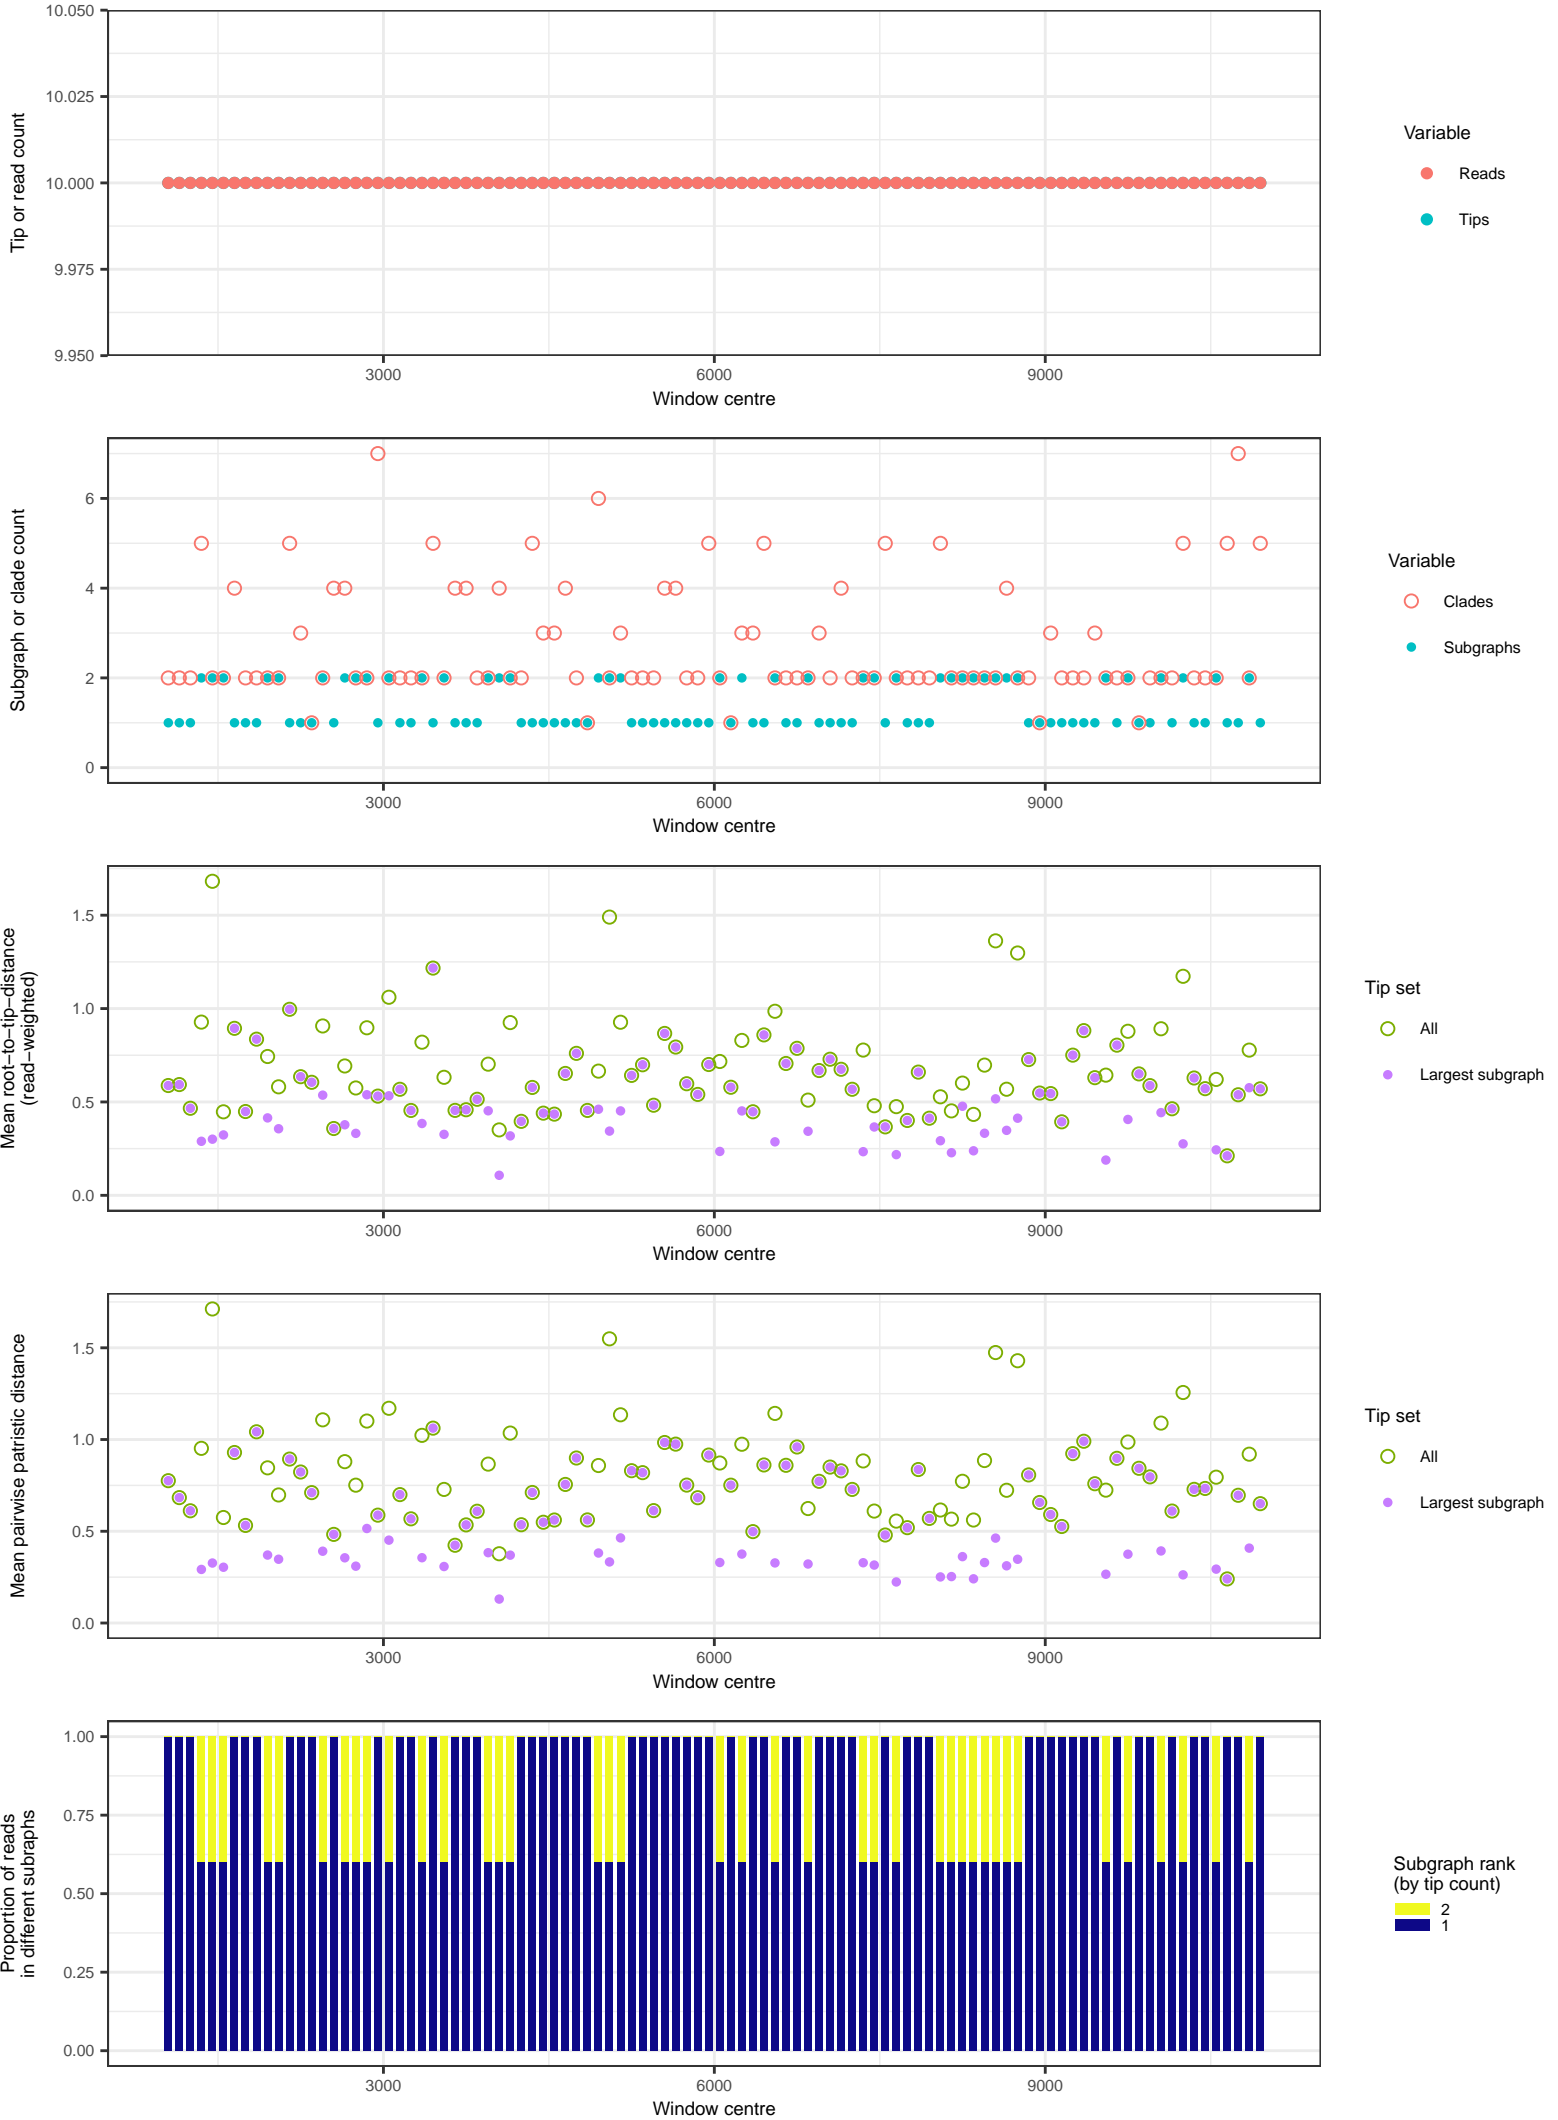 10.050
10.025
10.000
9.975
9.950
Tip or read count
3000
6000
9000
Window centre
Variable
Reads
Tips
6
4
2
0
Subgraph or clade count
3000
6000
9000
Window centre
Variable
Clades
Subgraphs
1.5
1.0
0.5
0.0
Mean root−to−tip−distance
(read−weighted)
3000
6000
9000
Window centre
Tip set
All
Largest subgraph
1.5
1.0
0.5
0.0
Mean pairwise patristic distance
3000
6000
9000
Window centre
Tip set
All
Largest subgraph
1.00
0.75
0.50
0.25
0.00
Proportion of reads
in different subraphs
3000
6000
9000
Window centre
Subgraph rank
(by tip count)
2
1